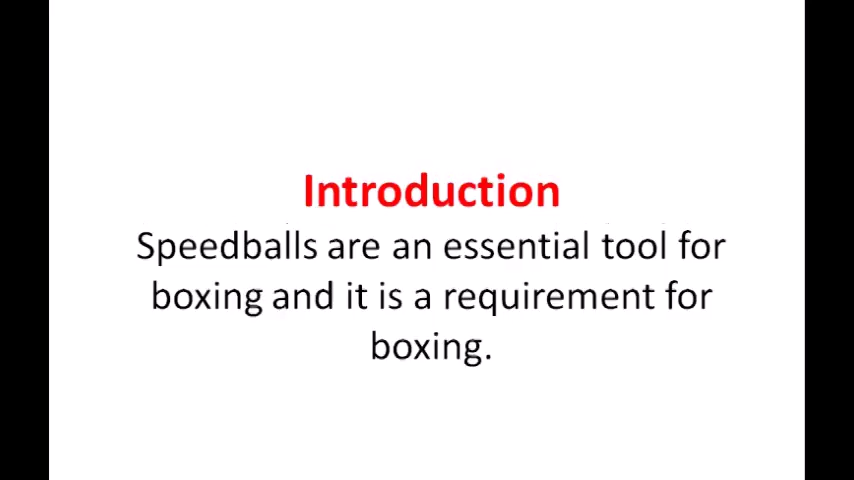 Introduction
Speedballs are an essential tool for
boxing and it is a requirement for
boxing.